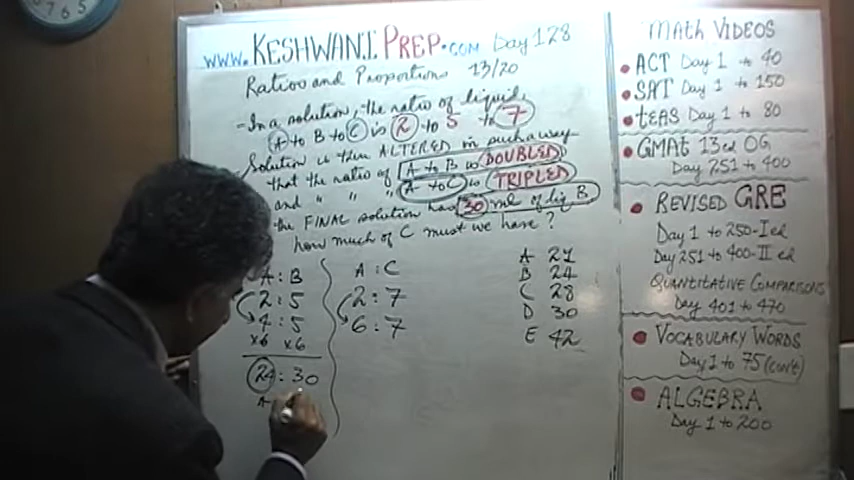 7 6 5
www.KESHWANIPREP.com Day 128
Ratios and Proportions 13/20
- In a solution, the ratio of liquid
A to B to C is 2 to 5 to 7
Solution is then ALTERED in such a way
that the ratio of A to B is DOUBLED
and " " " A to C is TRIPLED
the FINAL solution has 30 ml of liq B
how much of C must we have?
A : B
2 : 5
4 : 5
x6 x6
24 : 30
A
A : C
2 : 7
6 : 7
A 21
B 24
C 28
D 30
E 42
Math VIDEOS
ACT Day 1 to 40
SAT Day 1 to 150
tEAS Day 1 to 80
GMAt 13ed OG
Day 251 to 400
REVISED GRE
Day 1 to 250-I ed
Day 251 to 400-II ed
QUANTITATIVE COMPARISONS
Day 401 to 470
VOCABULARY WORDS
Day 1 to 75 (con't)
ALGEBRA
Day 1 to 200